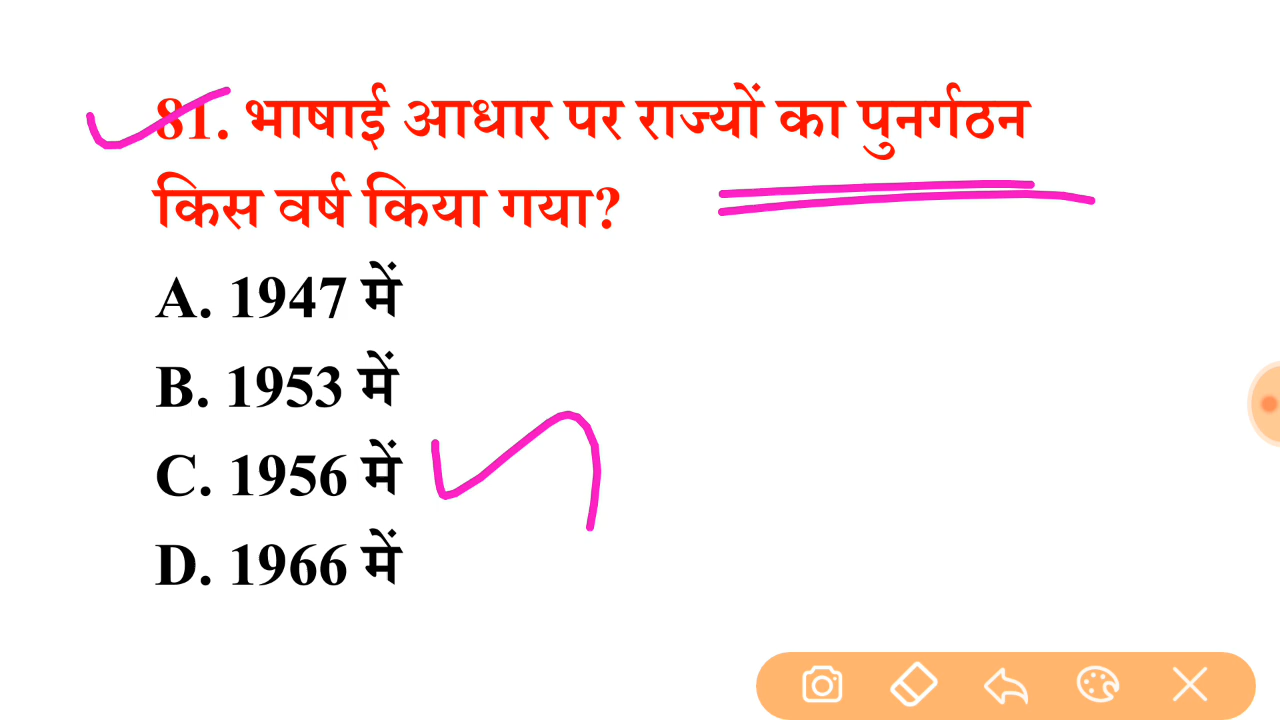 81. भाषाई आधार पर राज्यों का पुनर्गठन
किस वर्ष किया गया?
A. 1947 में
B. 1953 में
C. 1956 में
D. 1966 में